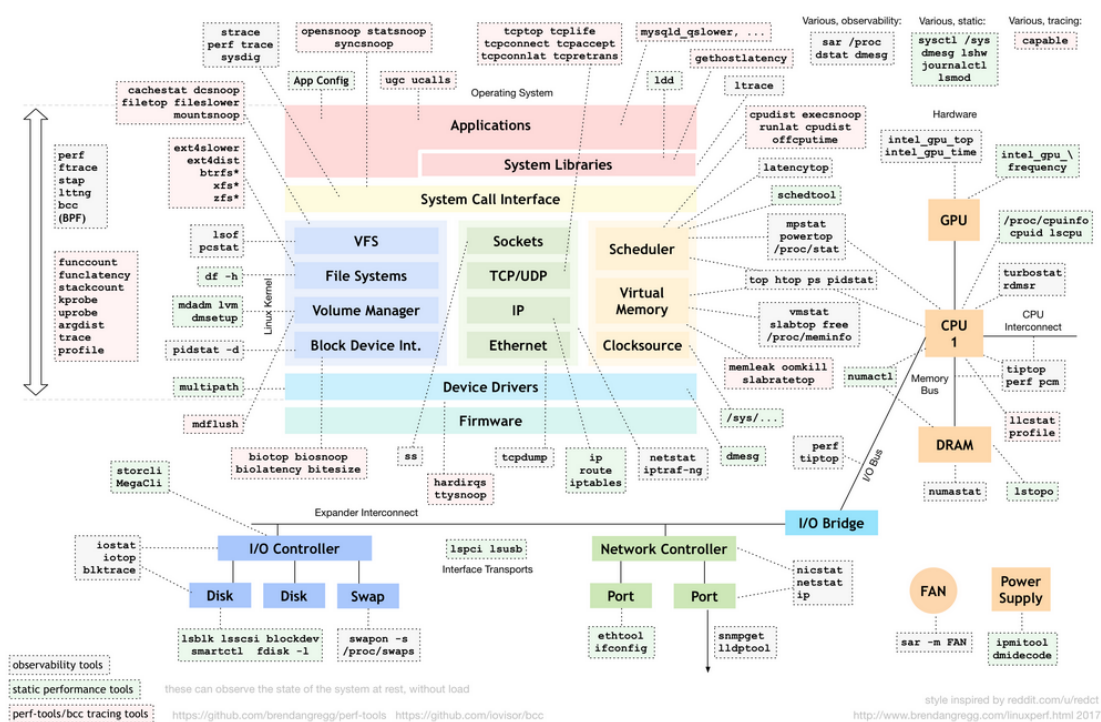 strace
perf trace
sysdig
opensnoop statsnoop
syncsnoop
tcptop tcplife
tcpconnect tcpaccept
tcpconnlat tcpretrans
mysqld_qslower, ...
gethostlatency
Various, observability:
sar /proc
dstat dmesg
Various, static:
sysctl /sys
dmesg lshw
journalctl
lsmod
Various, tracing:
capable
App Config
ugc ucalls
ldd
ltrace
Operating System
cachestat dcsnoop
filetop fileslower
mountsnoop
Applications
System Libraries
System Call Interface
cpudist execsnoop
runlat cpudist
offcputime
Hardware
intel_gpu_top
intel_gpu_time
intel_gpu_\
frequency
perf
ftrace
stap
lttng
bcc
(BPF)
ext4slower
ext4dist
btrfs*
xfs*
zfs*
latencytop
schedtool
GPU
/proc/cpuinfo
cpuid lscpu
lsof
pcstat
VFS
Sockets
Scheduler
mpstat
powertop
/proc/stat
funccount
funclatency
stackcount
kprobe
uprobe
argdist
trace
profile
df -h
File Systems
TCP/UDP
top htop ps pidstat
turbostat
rdmsr
Linux Kernel
mdadm lvm
dmsetup
Volume Manager
IP
Virtual
Memory
vmstat
slabtop free
/proc/meminfo
CPU
1
CPU
Interconnect
pidstat -d
Block Device Int.
Ethernet
Clocksource
memleak oomkill
slabratetop
numactl
tiptop
perf pcm
multipath
Device Drivers
Memory
Bus
mdflush
Firmware
/sys/...
llcstat
profile
DRAM
biotop biosnoop
biolatency bitesize
ss
tcpdump
ip
route
iptables
netstat
iptraf-ng
dmesg
perf
tiptop
I/O Bus
hardirqs
ttysnoop
numastat
lstopo
storcli
MegaCli
Expander Interconnect
I/O Bridge
iostat
iotop
blktrace
I/O Controller
lspci lsusb
Interface Transports
Network Controller
nicstat
netstat
ip
Disk
Disk
Swap
Port
Port
FAN
Power
Supply
lsblk lsscsi blockdev
smartctl fdisk -l
swapon -s
/proc/swaps
ethtool
ifconfig
snmpget
lldptool
sar -m FAN
ipmitool
dmidecode
observability tools
static performance tools
these can observe the state of the system at rest, without load
perf-tools/bcc tracing tools
https://github.com/brendangregg/perf-tools https://github.com/iovisor/bcc
style inspired by reddit.com/u/redct
http://www.brendangregg.com/linuxperf.html 2017